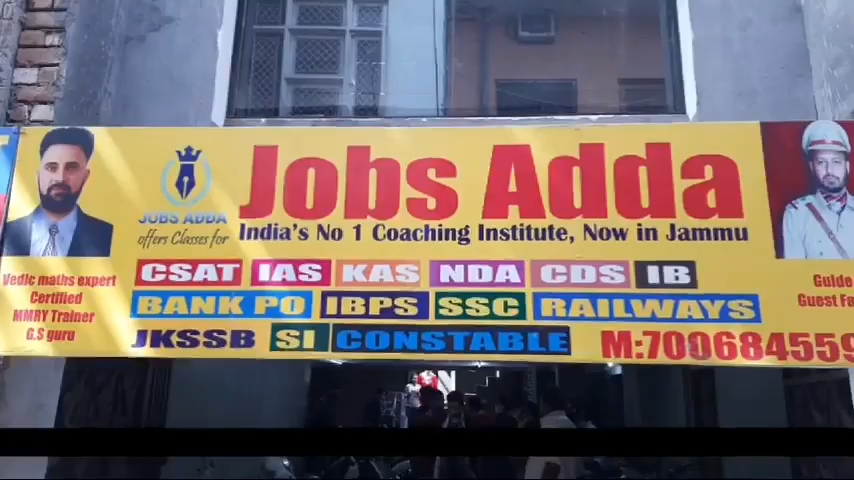 Jobs Adda
JOBS ADDA
offers Classes for
India's No 1 Coaching Institute, Now in Jammu
CSAT IAS KAS NDA CDS IB
BANK PO IBPS SSC RAILWAYS
JKSSB SI CONSTABLE M:7006845559
Vedic maths expert
Certified
MMRY Trainer
G.S guru
Guide
Guest